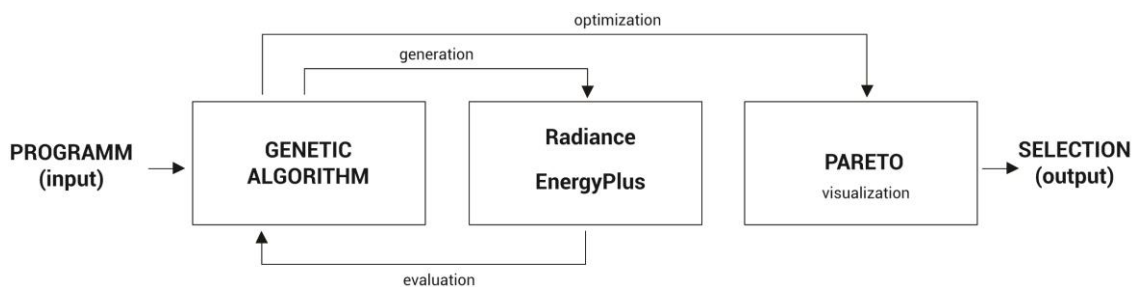 optimization
generation
PROGRAMM
(input)
GENETIC
ALGORITHM
Radiance
EnergyPlus
PARETO
visualization
SELECTION
(output)
evaluation